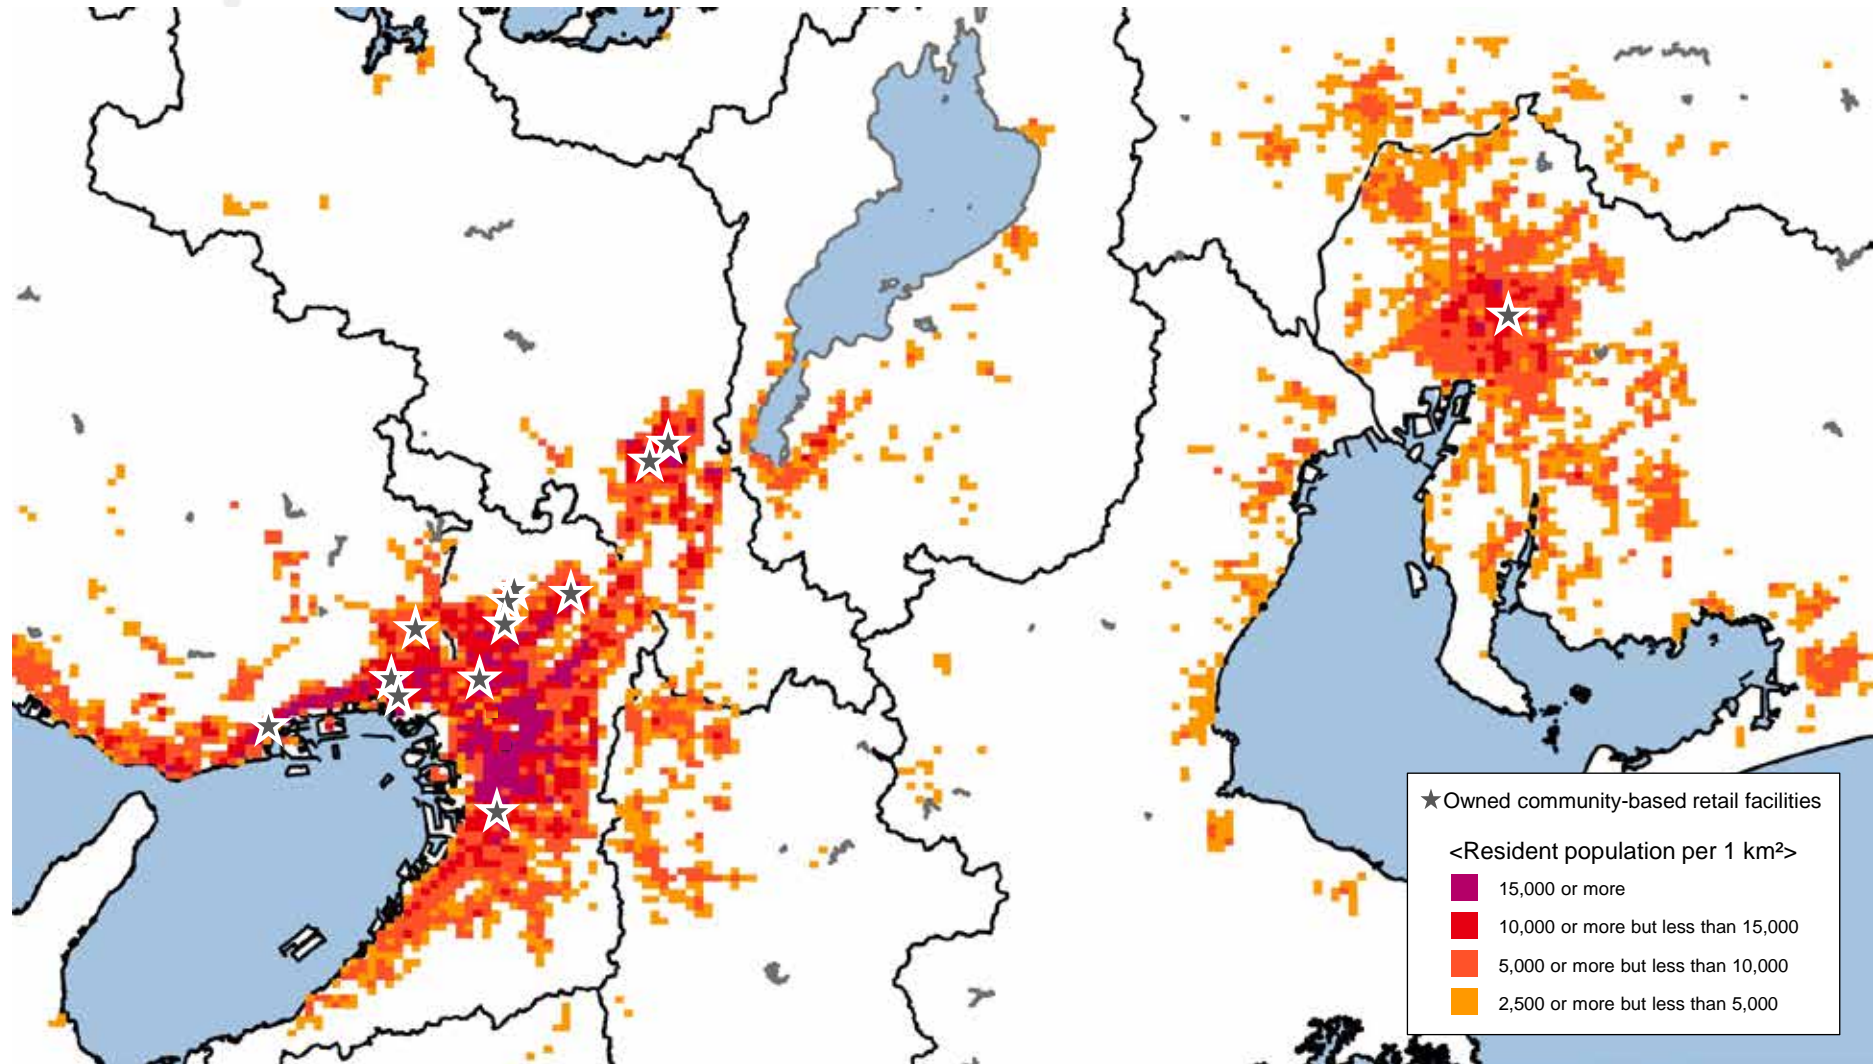 ★Owned community-based retail facilities
<Resident population per 1 km²>
15,000 or more
10,000 or more but less than 15,000
5,000 or more but less than 10,000
2,500 or more but less than 5,000